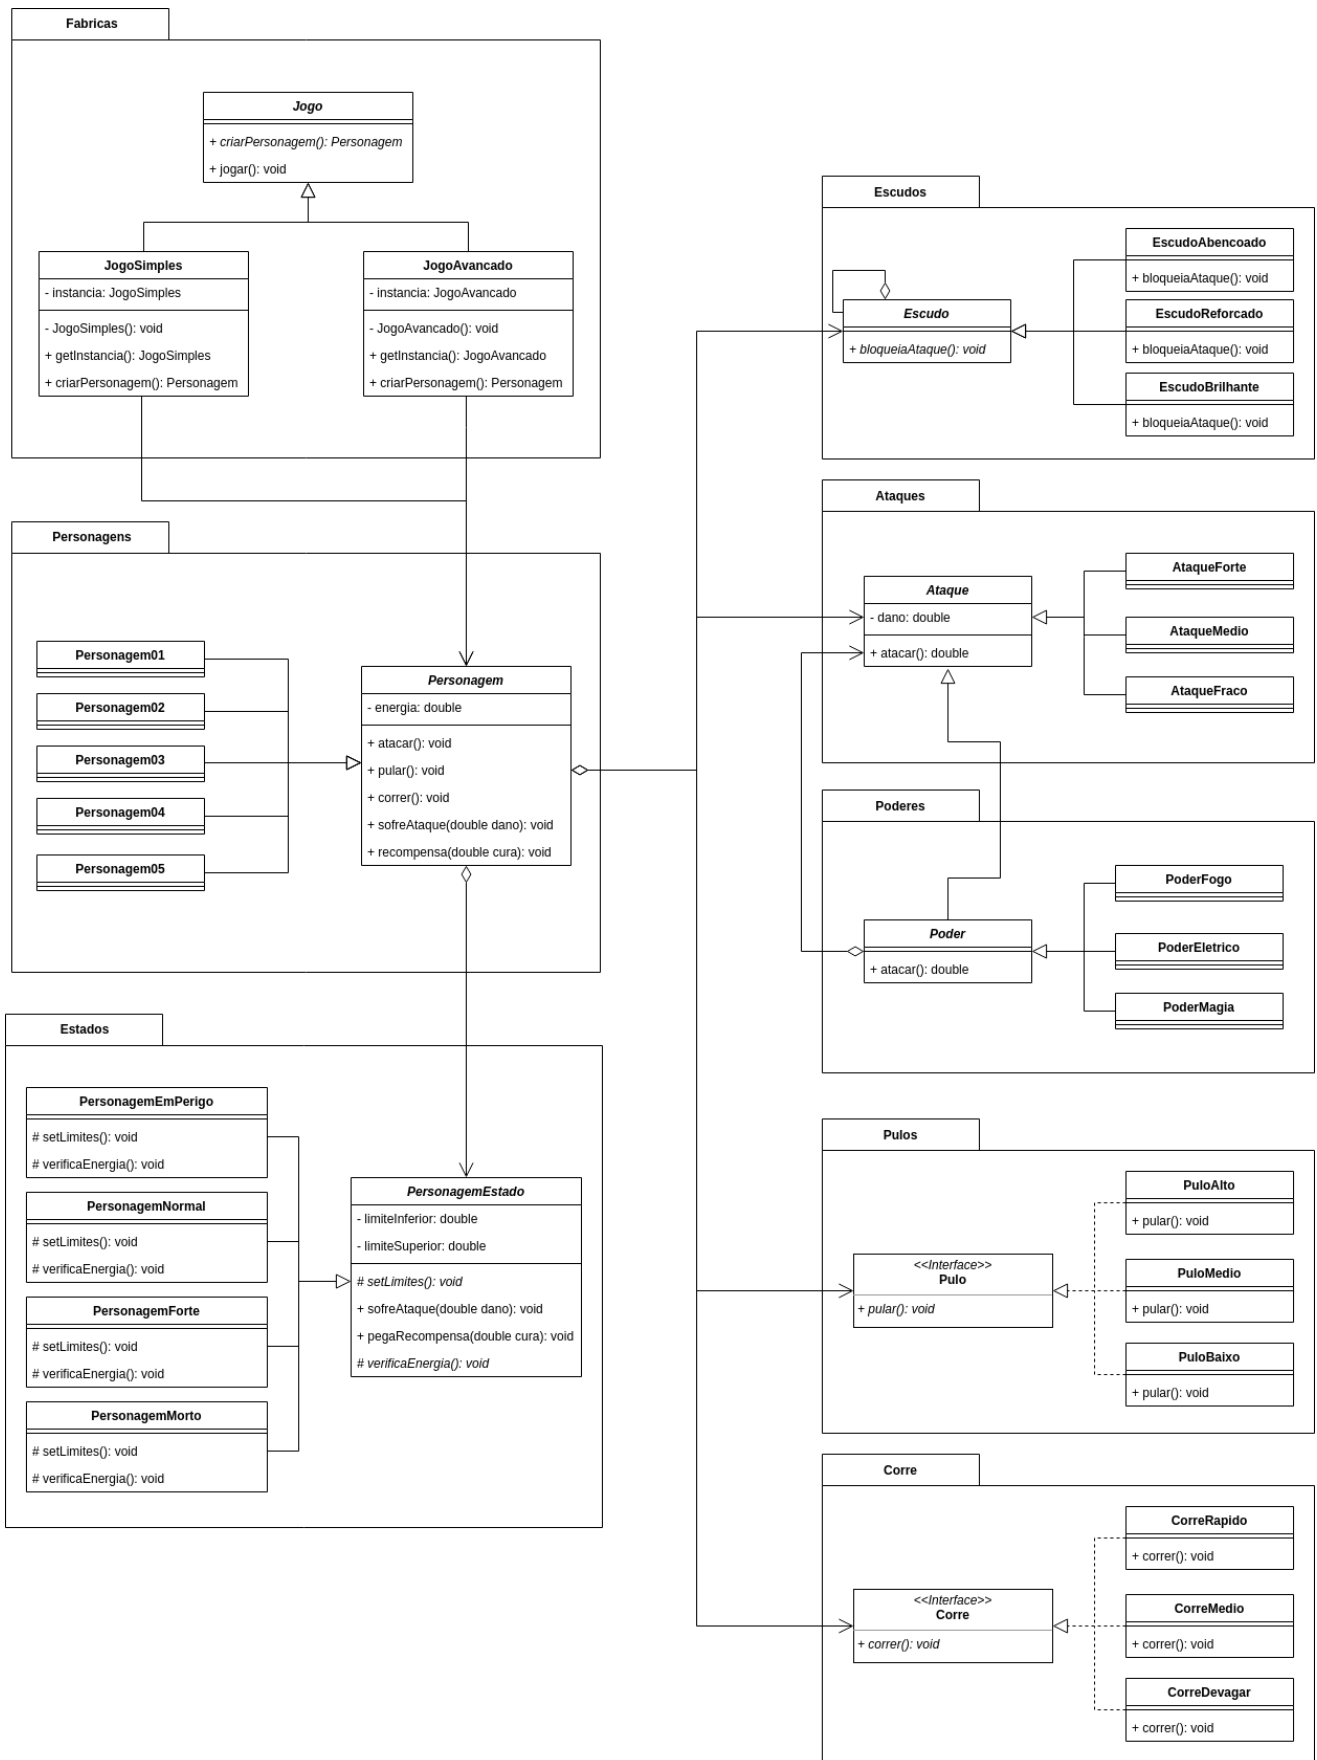 Fabricas
Jogo
+ criarPersonagem(): Personagem
+ jogar(): void
JogoSimples
- instancia: JogoSimples
- JogoSimples(): void
+ getInstancia(): JogoSimples
+ criarPersonagem(): Personagem
JogoAvancado
- instancia: JogoAvancado
- JogoAvancado(): void
+ getInstancia(): JogoAvancado
+ criarPersonagem(): Personagem
Personagens
Personagem01
Personagem02
Personagem03
Personagem04
Personagem05
Personagem
- energia: double
+ atacar(): void
+ pular(): void
+ correr(): void
+ sofreAtaque(double dano): void
+ recompensa(double cura): void
Estados
PersonagemEmPerigo
# setLimites(): void
# verificaEnergia(): void
PersonagemNormal
# setLimites(): void
# verificaEnergia(): void
PersonagemForte
# setLimites(): void
# verificaEnergia(): void
PersonagemMorto
# setLimites(): void
# verificaEnergia(): void
PersonagemEstado
- limiteInferior: double
- limiteSuperior: double
# setLimites(): void
+ sofreAtaque(double dano): void
+ pegaRecompensa(double cura): void
# verificaEnergia(): void
Escudos
Escudo
+ bloqueiaAtaque(): void
EscudoAbencoado
+ bloqueiaAtaque(): void
EscudoReforcado
+ bloqueiaAtaque(): void
EscudoBrilhante
+ bloqueiaAtaque(): void
Ataques
Ataque
- dano: double
+ atacar(): double
AtaqueForte
AtaqueMedio
AtaqueFraco
Poderes
Poder
+ atacar(): double
PoderFogo
PoderEletrico
PoderMagia
Pulos
<<Interface>>
Pulo
+ pular(): void
PuloAlto
+ pular(): void
PuloMedio
+ pular(): void
PuloBaixo
+ pular(): void
Corre
<<Interface>>
Corre
+ correr(): void
CorreRapido
+ correr(): void
CorreMedio
+ correr(): void
CorreDevagar
+ correr(): void